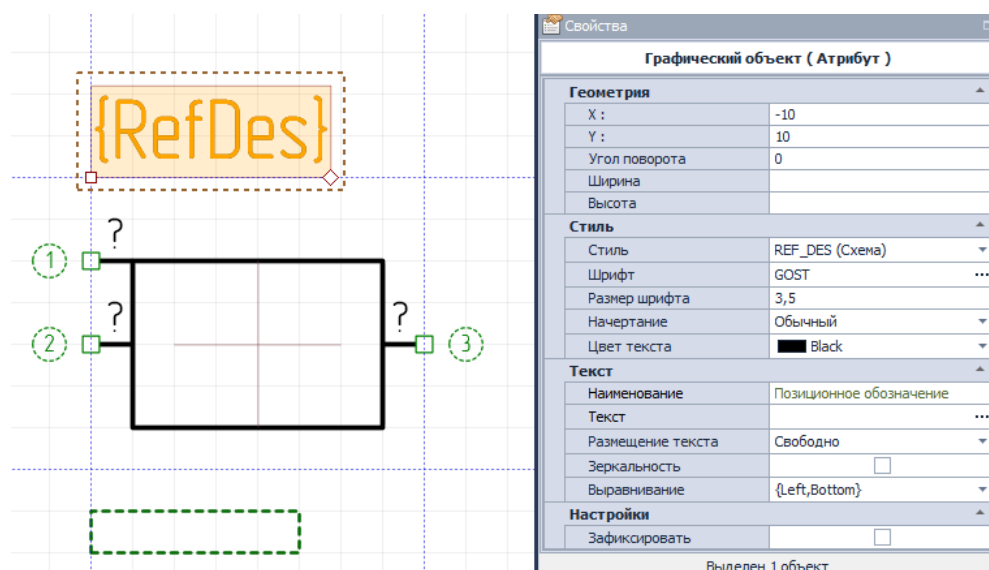 {RefDes}
?
1
?
?
2
3
Свойства
Графический объект ( Атрибут )
Геометрия
X : -10
Y : 10
Угол поворота 0
Ширина
Высота
Стиль
Стиль REF_DES (Схема)
Шрифт GOST ...
Размер шрифта 3,5
Начертание Обычный
Цвет текста Black
Текст
Наименование Позиционное обозначение
Текст ...
Размещение текста Свободно
Зеркальность
Выравнивание {Left,Bottom}
Настройки
Зафиксировать
Выделен 1 объект